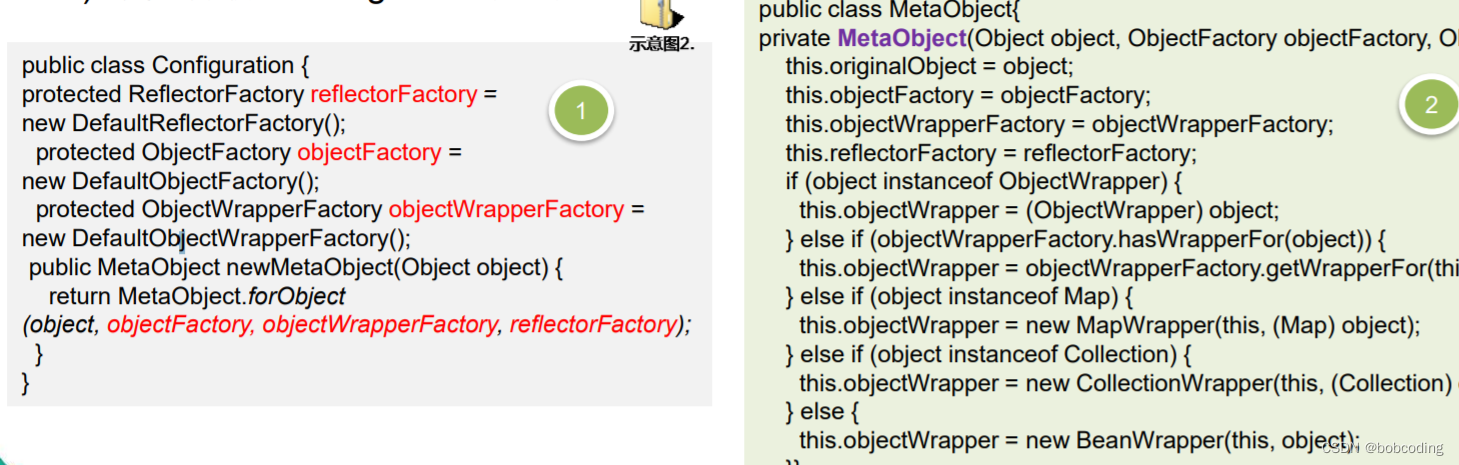 示意图2.
public class Configuration {
protected ReflectorFactory reflectorFactory =
new DefaultReflectorFactory();
protected ObjectFactory objectFactory =
new DefaultObjectFactory();
protected ObjectWrapperFactory objectWrapperFactory =
new DefaultObjectWrapperFactory();
public MetaObject newMetaObject(Object object) {
return MetaObject.forObject
(object, objectFactory, objectWrapperFactory, reflectorFactory);
}
}
1
public class MetaObject{
private MetaObject(Object object, ObjectFactory objectFactory,
this.originalObject = object;
this.objectFactory = objectFactory;
this.objectWrapperFactory = objectWrapperFactory;
this.reflectorFactory = reflectorFactory;
if (object instanceof ObjectWrapper) {
this.objectWrapper = (ObjectWrapper) object;
} else if (objectWrapperFactory.hasWrapperFor(object)) {
this.objectWrapper = objectWrapperFactory.getWrapperFor(thi
} else if (object instanceof Map) {
this.objectWrapper = new MapWrapper(this, (Map) object);
} else if (object instanceof Collection) {
this.objectWrapper = new CollectionWrapper(this, (Collection)
} else {
this.objectWrapper = new BeanWrapper(this, object);
}}
2
CSDN @bobcoding